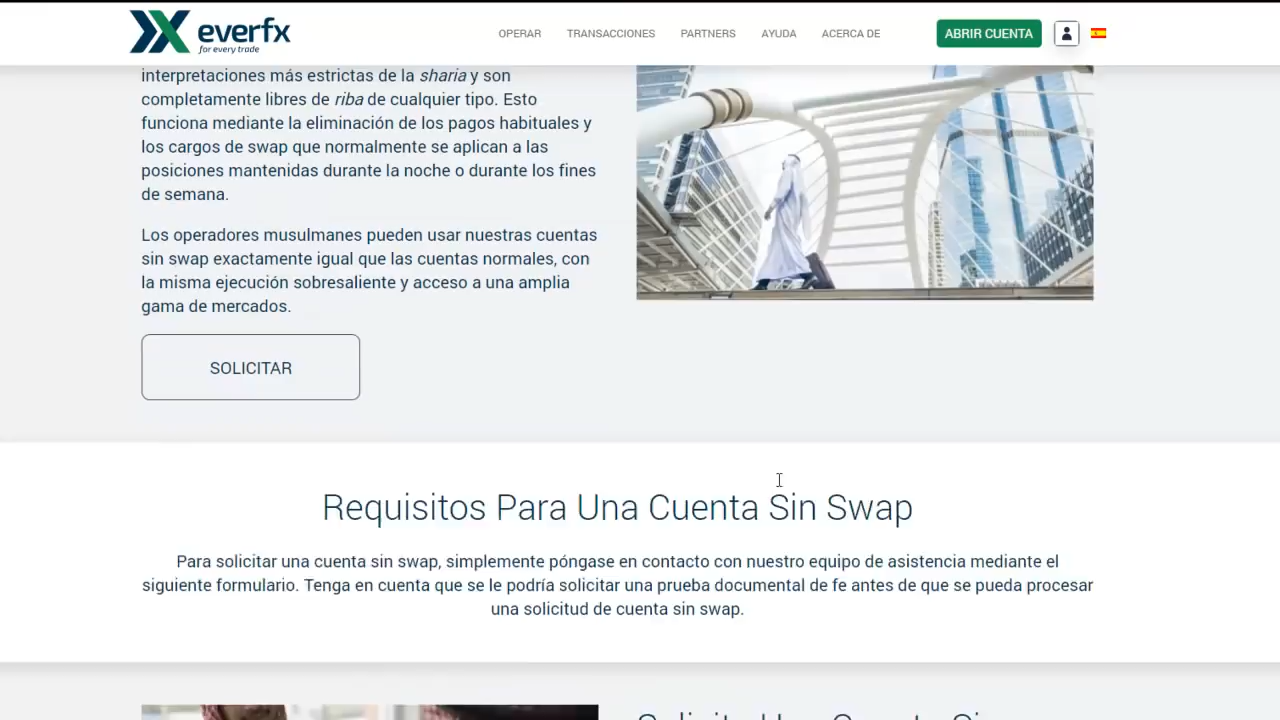 everfx
for every trade
OPERAR TRANSACCIONES PARTNERS AYUDA ACERCA DE ABRIR CUENTA
interpretaciones más estrictas de la sharia y son
completamente libres de riba de cualquier tipo. Esto
funciona mediante la eliminación de los pagos habituales y
los cargos de swap que normalmente se aplican a las
posiciones mantenidas durante la noche o durante los fines
de semana.
Los operadores musulmanes pueden usar nuestras cuentas
sin swap exactamente igual que las cuentas normales, con
la misma ejecución sobresaliente y acceso a una amplia
gama de mercados.
SOLICITAR
Requisitos Para Una Cuenta Sin Swap
Para solicitar una cuenta sin swap, simplemente póngase en contacto con nuestro equipo de asistencia mediante el
siguiente formulario. Tenga en cuenta que se le podría solicitar una prueba documental de fe antes de que se pueda procesar
una solicitud de cuenta sin swap.